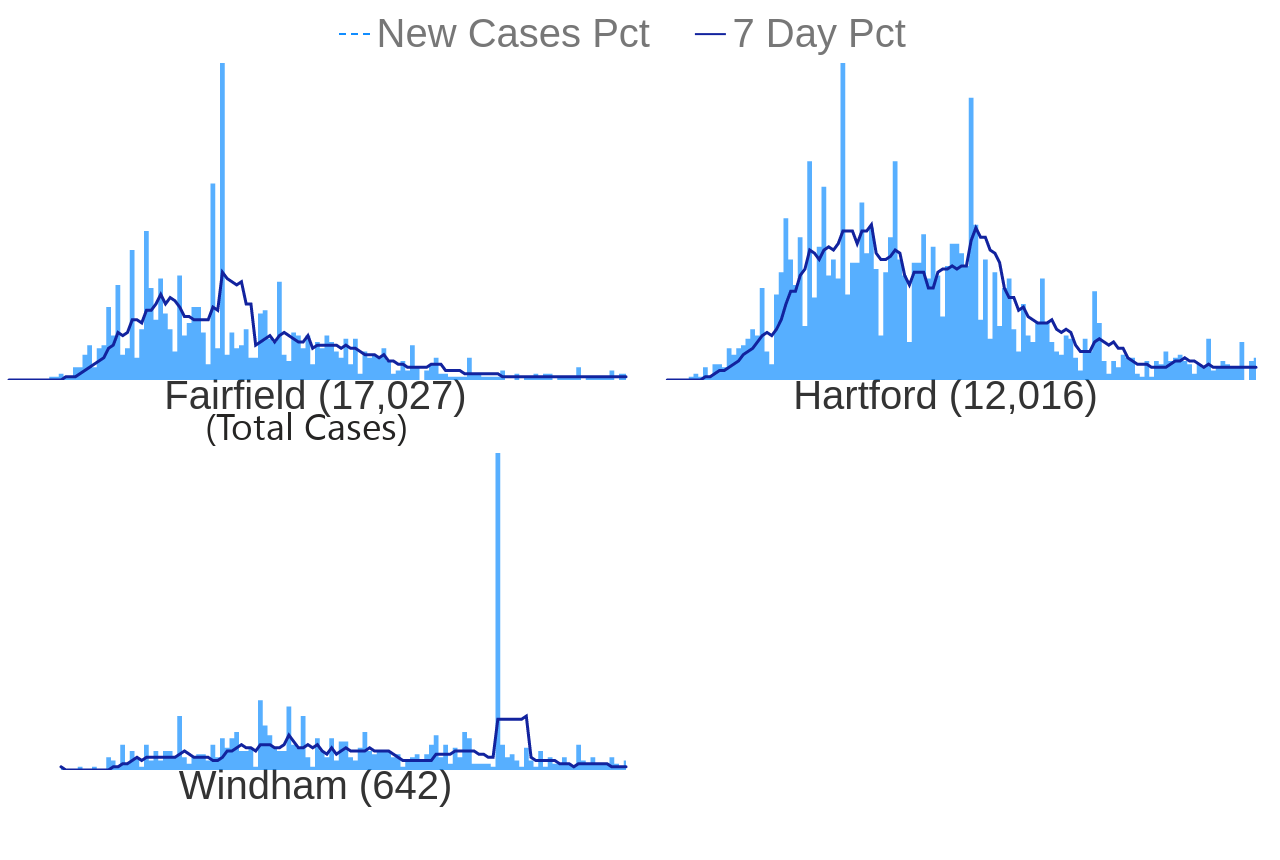 New Cases Pct 7 Day Pct
Fairfield (17,027)
(Total Cases)
Hartford (12,016)
Windham (642)